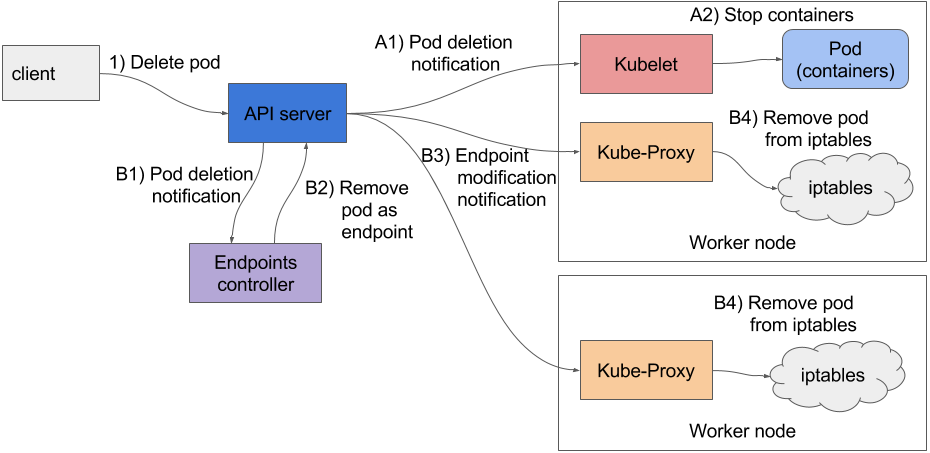 client
1) Delete pod
API server
A1) Pod deletion
notification
A2) Stop containers
Kubelet
Pod
(containers)
B1) Pod deletion
notification
B2) Remove
pod as
endpoint
Endpoints
controller
B3) Endpoint
modification
notification
Kube-Proxy
B4) Remove pod
from iptables
iptables
Worker node
B4) Remove pod
from iptables
Kube-Proxy
iptables
Worker node